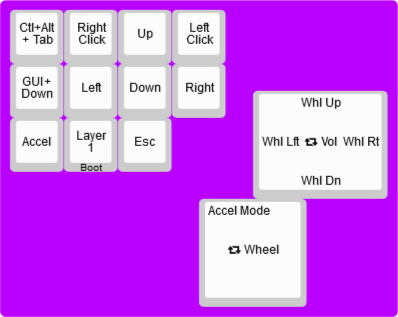 Ctl+Alt
+ Tab
Right
Click
Up
Left
Click
GUI+
Down
Left
Down
Right
Accel
Layer
1
Boot
Esc
Whl Up
Whl Lft Vol Whl Rt
Whl Dn
Accel Mode
Wheel